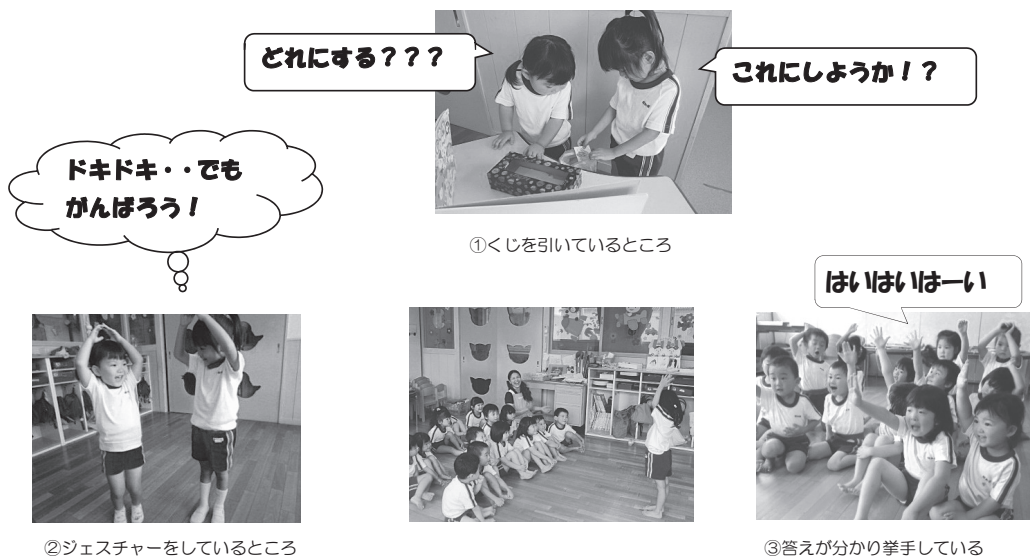 どれにする???
これにしようか!?
①くじを引いているところ
ドキドキ・・でも
がんばろう!
②ジェスチャーをしているところ
はいはいはーい
③答えが分かり挙手している